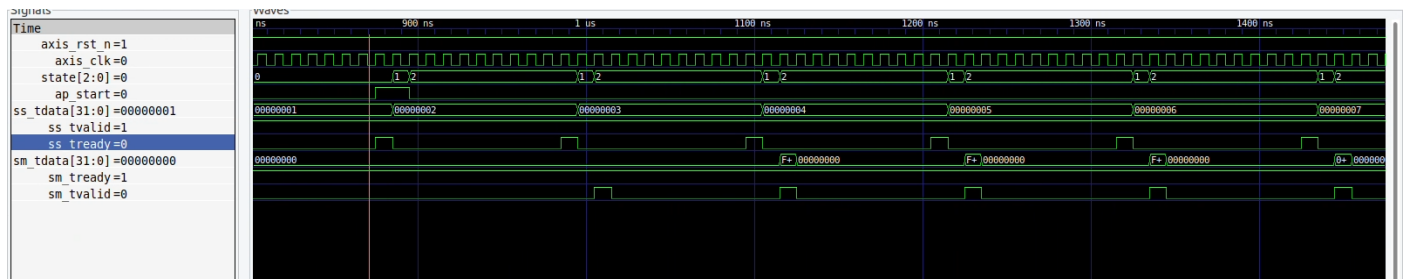 Signals Waves
Time
ns 900 ns 1 us 1100 ns 1200 ns 1300 ns 1400 ns
axis_rst_n=1
axis_clk=0
state[2:0]=0 0 1 2 1 2 1 2 1 2 1 2 1 2
ap_start=0
ss_tdata[31:0]=00000001 00000001 00000002 00000003 00000004 00000005 00000006 00000007
ss_tvalid=1
ss_tready=0
sm_tdata[31:0]=00000000 00000000 F+ 00000000 F+ 00000000 F+ 00000000 0+ 0000000
sm_tready=1
sm_tvalid=0